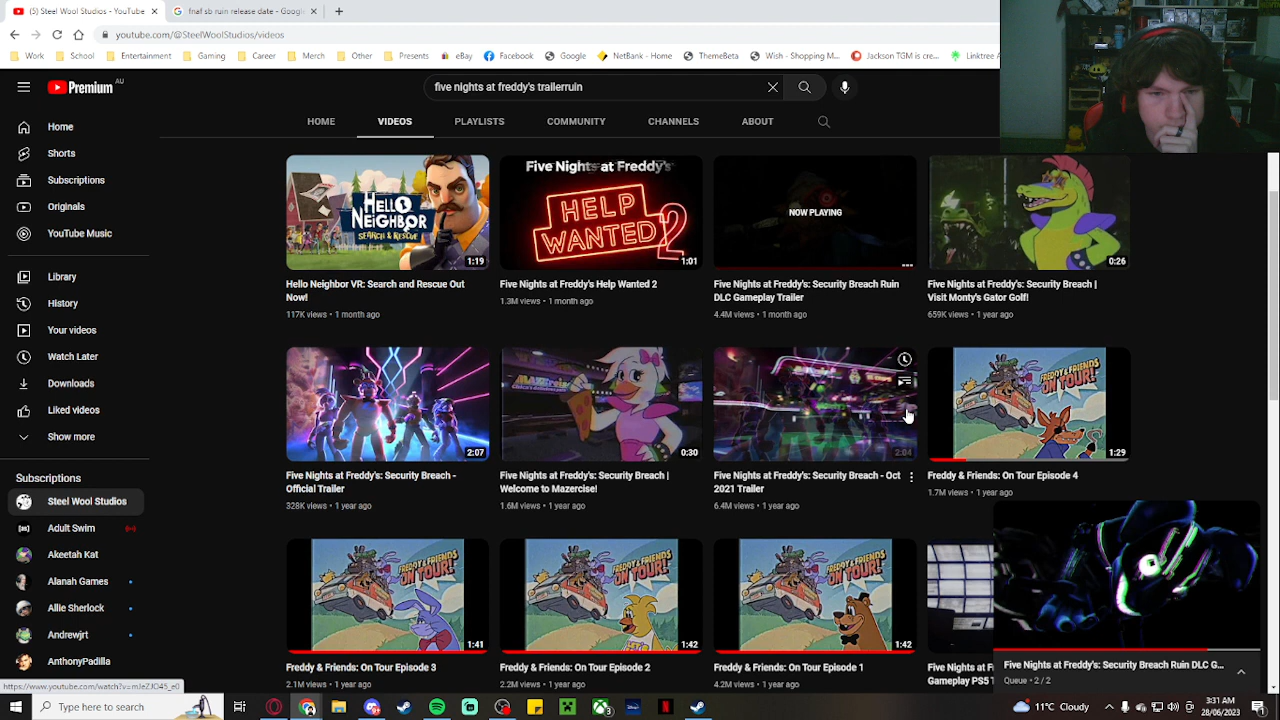 (5) Steel Wool Studios - YouTube
fnaf sb ruin release date - Google
youtube.com/@SteelWoolStudios/videos
Work School Entertainment Gaming Career Merch Other Presents eBay Facebook Google NetBank - Home ThemeBeta Wish - Shopping M... Jackson TGM is cre... Linktree
Premium AU
five nights at freddy's trailerruin
HOME VIDEOS PLAYLISTS COMMUNITY CHANNELS ABOUT
Home
Shorts
Subscriptions
Originals
YouTube Music
Library
History
Your videos
Watch Later
Downloads
Liked videos
Show more
Subscriptions
Steel Wool Studios
Adult Swim
Akeetah Kat
Alanah Games
Allie Sherlock
Andrewjrt
AnthonyPadilla
HELLO
NEIGHBOR
SEARCH & RESCUE
1:19
Hello Neighbor VR: Search and Rescue Out
Now!
117K views • 1 month ago
Five Nights at Freddy's
HELP
WANTED 2
1:01
Five Nights at Freddy's Help Wanted 2
1.3M views • 1 month ago
NOW PLAYING
Five Nights at Freddy's: Security Breach Ruin
DLC Gameplay Trailer
4.4M views • 1 month ago
0:26
Five Nights at Freddy's: Security Breach |
Visit Monty's Gator Golf!
659K views • 1 year ago
2:07
Five Nights at Freddy's: Security Breach -
Official Trailer
328K views • 1 year ago
0:30
Five Nights at Freddy's: Security Breach |
Welcome to Mazercise!
1.6M views • 1 year ago
2:04
Five Nights at Freddy's: Security Breach - Oct
2021 Trailer
6.4M views • 1 year ago
FREDDY & FRIENDS
ON TOUR!
1:29
Freddy & Friends: On Tour Episode 4
1.7M views • 1 year ago
FREDDY & FRIENDS
ON TOUR!
1:41
Freddy & Friends: On Tour Episode 3
2.1M views • 1 year ago
FREDDY & FRIENDS
ON TOUR!
1:42
Freddy & Friends: On Tour Episode 2
2.2M views • 1 year ago
FREDDY & FRIENDS
ON TOUR!
1:42
Freddy & Friends: On Tour Episode 1
4.2M views • 1 year ago
Five Nights at F
Gameplay PS5 T
Five Nights at Freddy's: Security Breach Ruin DLC G...
Queue • 2 / 2
https://www.youtube.com/watch?v=mJeZJO45_e0
Type here to search
11°C Cloudy
3:31 AM
28/06/2023